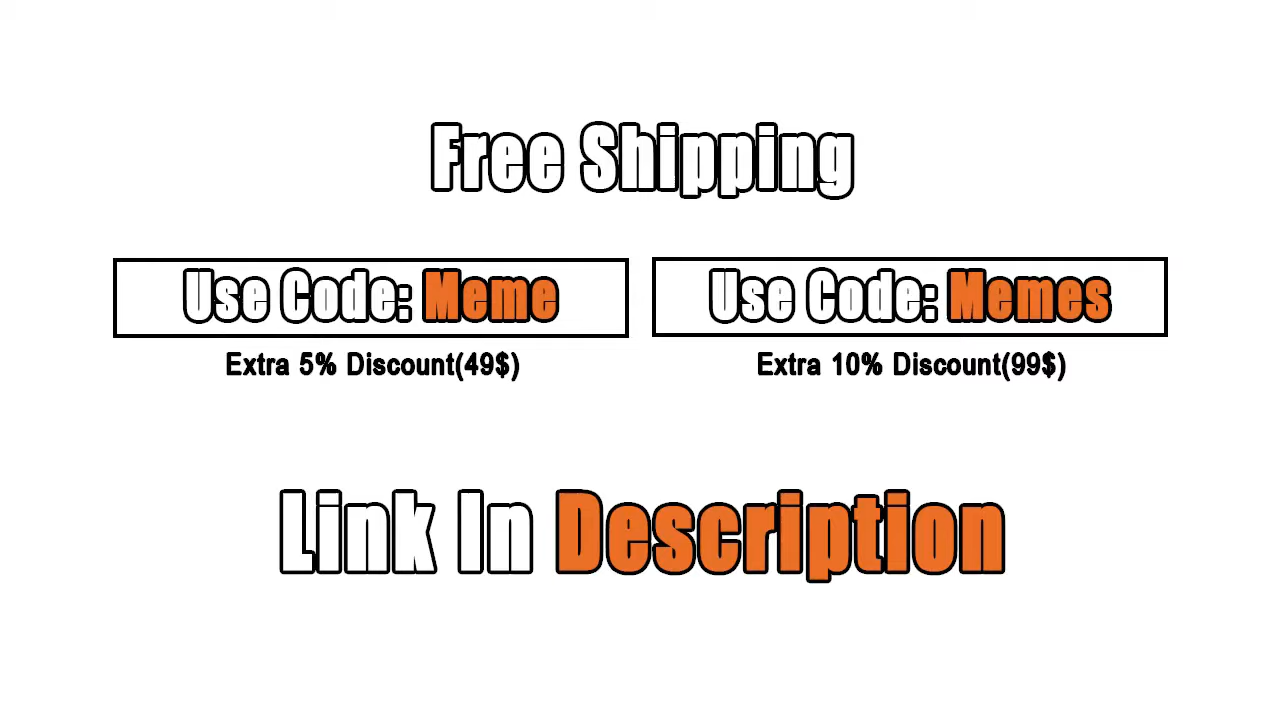 Free Shipping
Use Code: Meme
Use Code: Memes
Extra 5% Discount(49$)
Extra 10% Discount(99$)
Link In Description